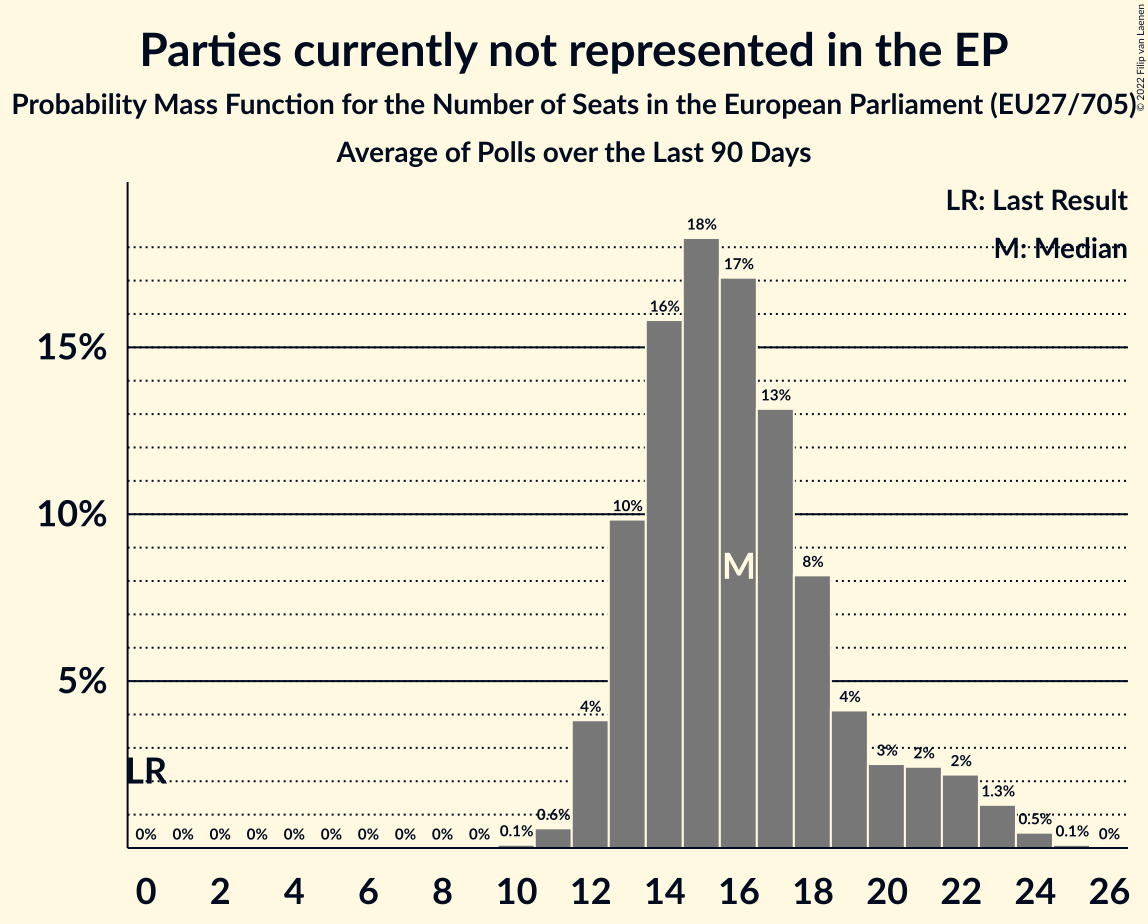 Parties currently not represented in the EP
Probability Mass Function for the Number of Seats in the European Parliament (EU27/705)
Average of Polls over the Last 90 Days
© 2022 Filip van Laenen
LR: Last Result
M: Median
18%
17%
16%
15%
13%
10%
10%
M
8%
5%
4%
4%
3%
2%
2%
LR
1.3%
0.6%
0.5%
0% 0% 0% 0% 0% 0% 0% 0% 0% 0% 0.1% 0.1% 0%
0 2 4 6 8 10 12 14 16 18 20 22 24 26